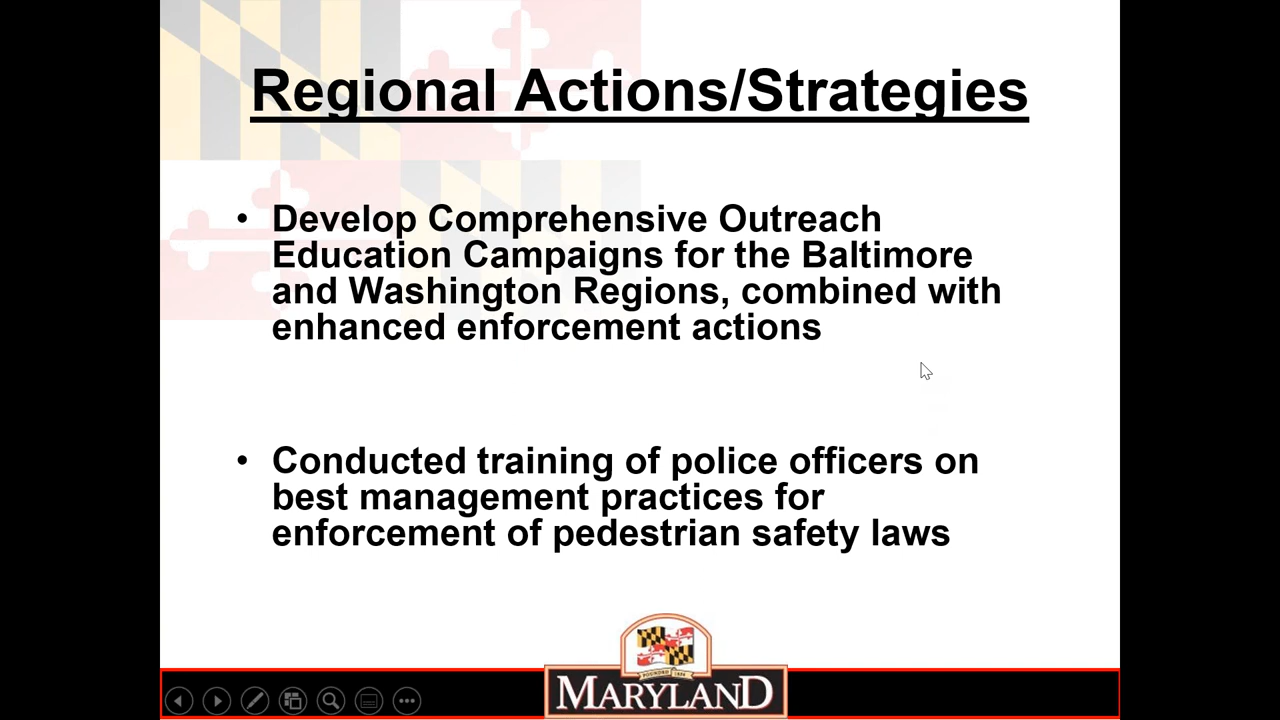 Regional Actions/Strategies
• Develop Comprehensive Outreach
Education Campaigns for the Baltimore
and Washington Regions, combined with
enhanced enforcement actions
• Conducted training of police officers on
best management practices for
enforcement of pedestrian safety laws
MARYLAND